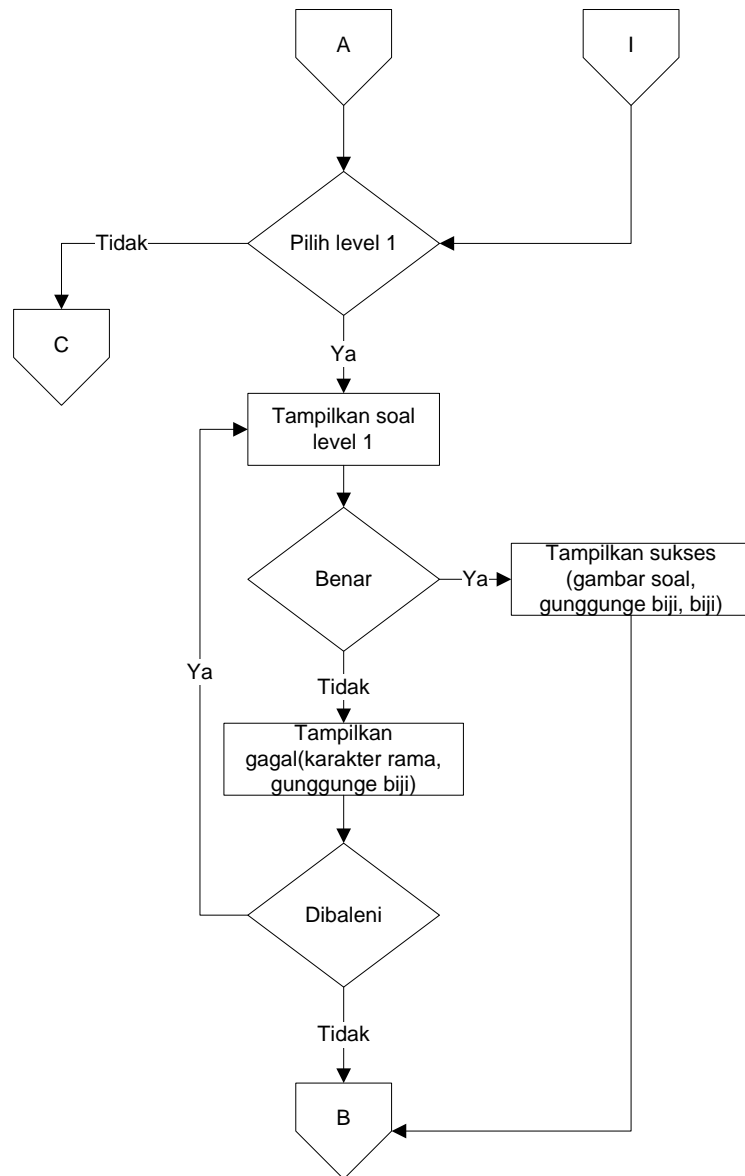 A
I
Pilih level 1
Tidak
C
Ya
Tampilkan soal
level 1
Benar
Ya
Tampilkan sukses
(gambar soal,
gunggunge biji, biji)
Ya
Tidak
Tampilkan
gagal(karakter rama,
gunggunge biji)
Dibaleni
Tidak
B